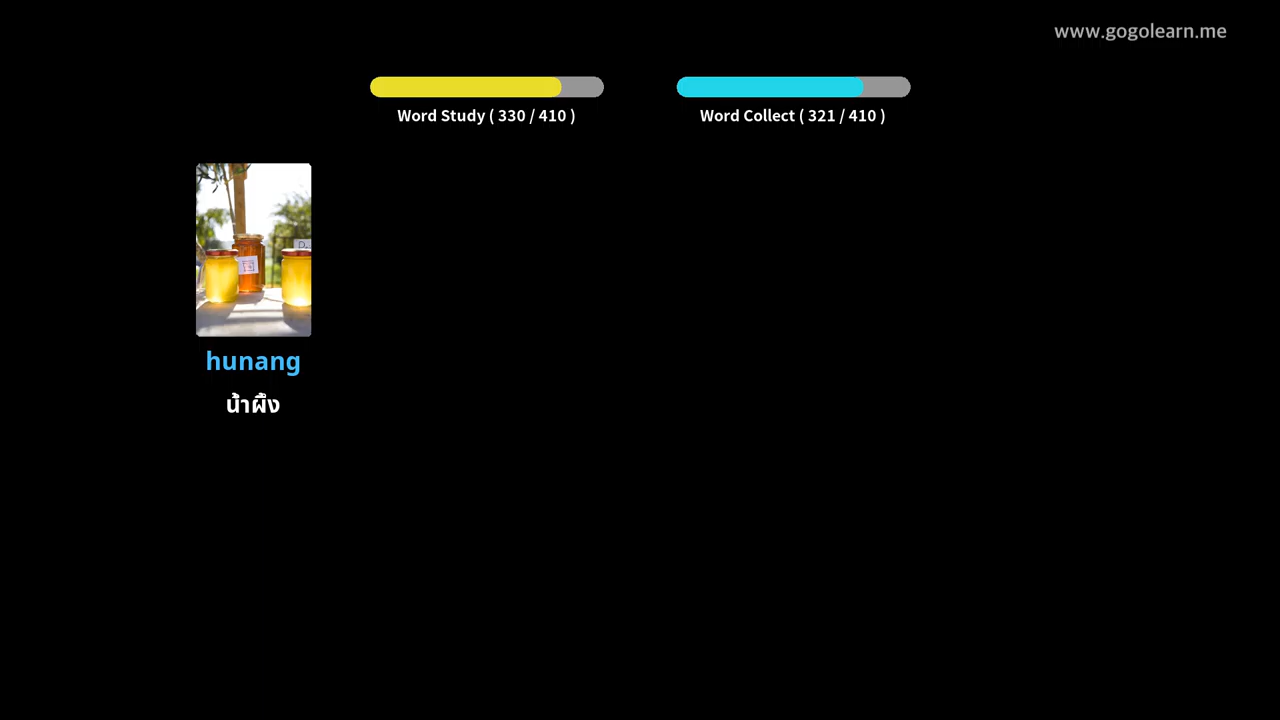 www.gogolearn.me
Word Study ( 330 / 410 )
Word Collect ( 321 / 410 )
hunang
น้ำผึ้ง